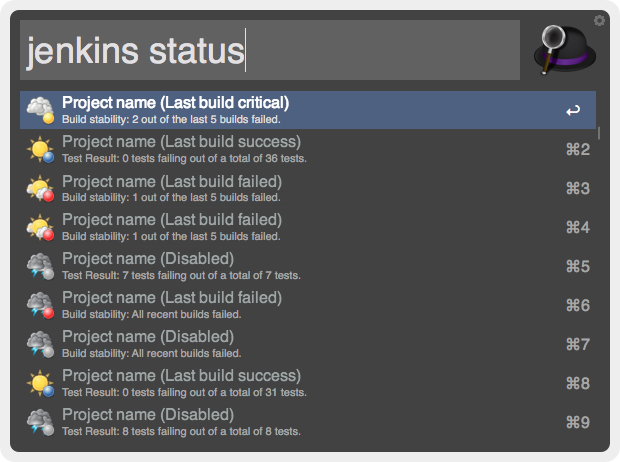 jenkins status
Project name (Last build critical)
Build stability: 2 out of the last 5 builds failed.
↩
Project name (Last build success)
Test Result: 0 tests failing out of a total of 36 tests.
⌘2
Project name (Last build failed)
Build stability: 1 out of the last 5 builds failed.
⌘3
Project name (Last build failed)
Build stability: 1 out of the last 5 builds failed.
⌘4
Project name (Disabled)
Test Result: 7 tests failing out of a total of 7 tests.
⌘5
Project name (Last build failed)
Build stability: All recent builds failed.
⌘6
Project name (Disabled)
Build stability: All recent builds failed.
⌘7
Project name (Last build success)
Test Result: 0 tests failing out of a total of 31 tests.
⌘8
Project name (Disabled)
Test Result: 8 tests failing out of a total of 8 tests.
⌘9